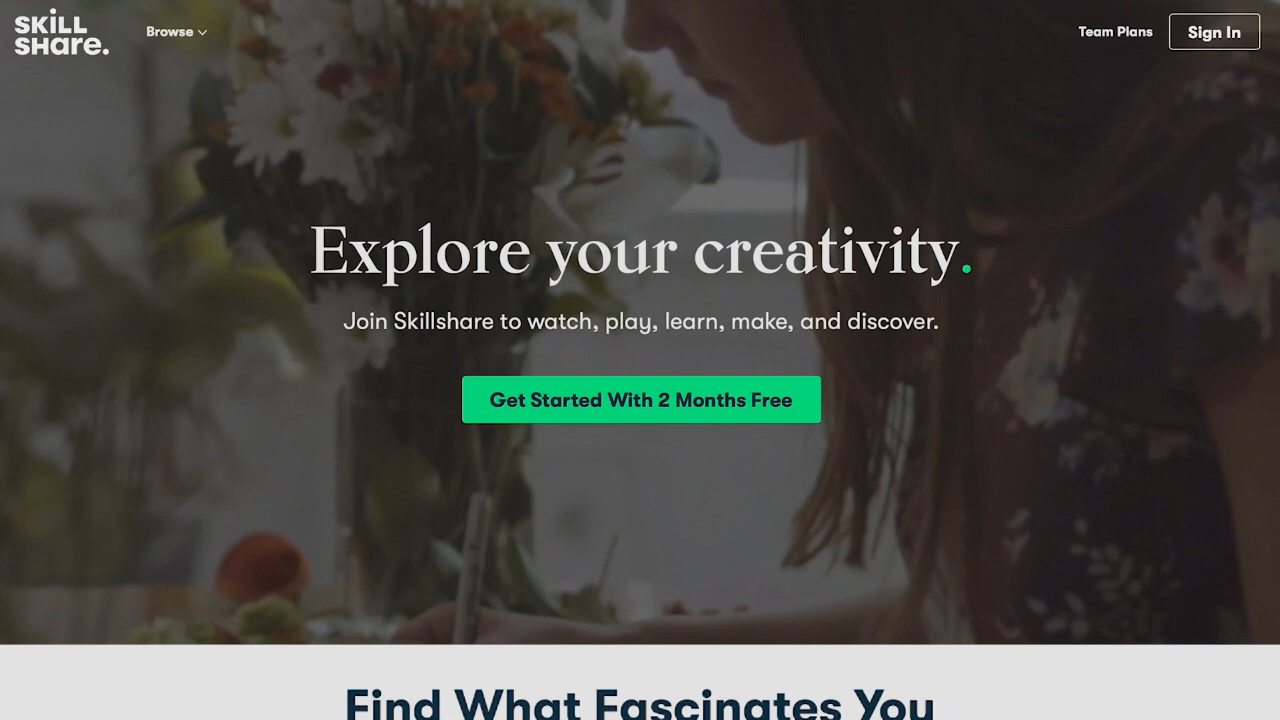 SKiLL
SHare.
Browse
Team Plans
Sign In
Explore your creativity.
Join Skillshare to watch, play, learn, make, and discover.
Get Started With 2 Months Free
Find What Fascinates You